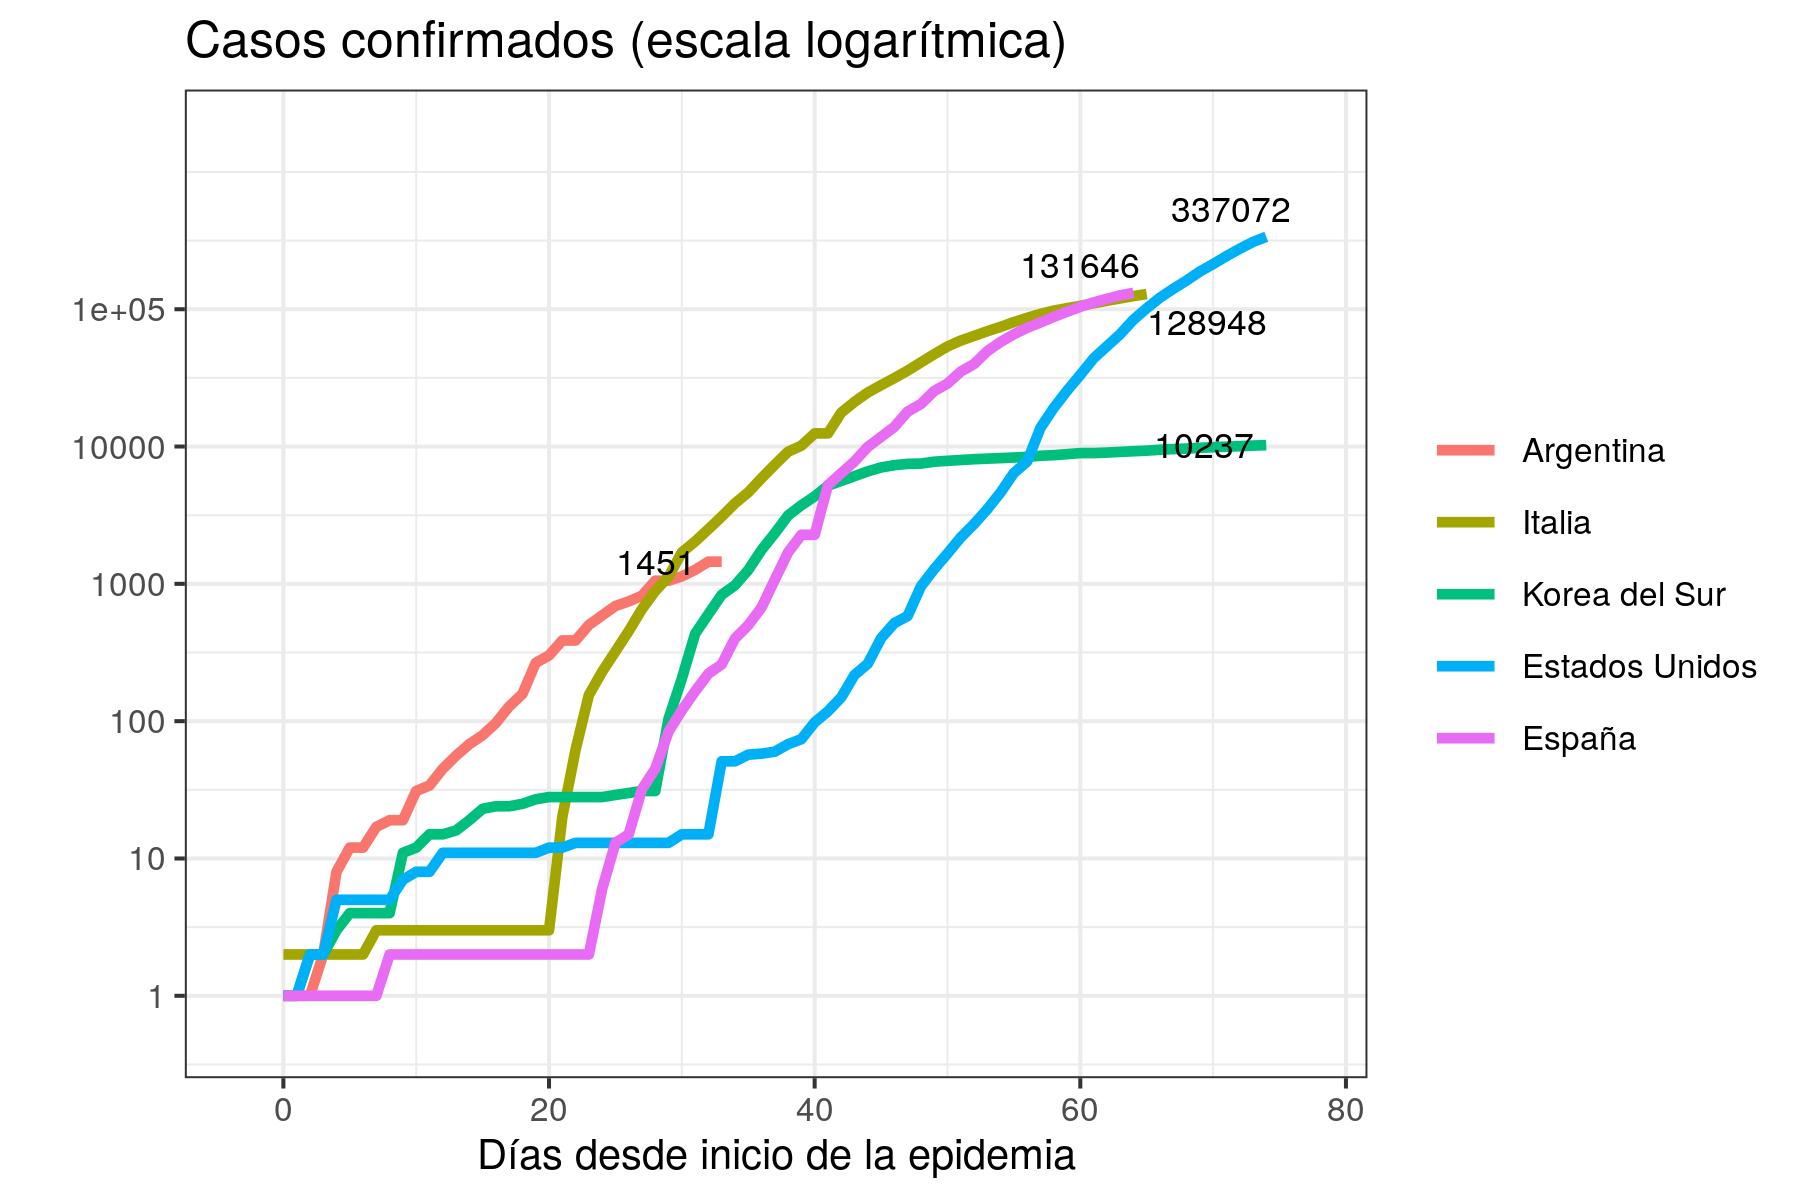 Casos confirmados (escala logarítmica)
337072
131646
1e+05
128948
10000
10237
Argentina
Italia
1451
1000
Korea del Sur
Estados Unidos
100
España
10
1
0 20 40 60 80
Días desde inicio de la epidemia